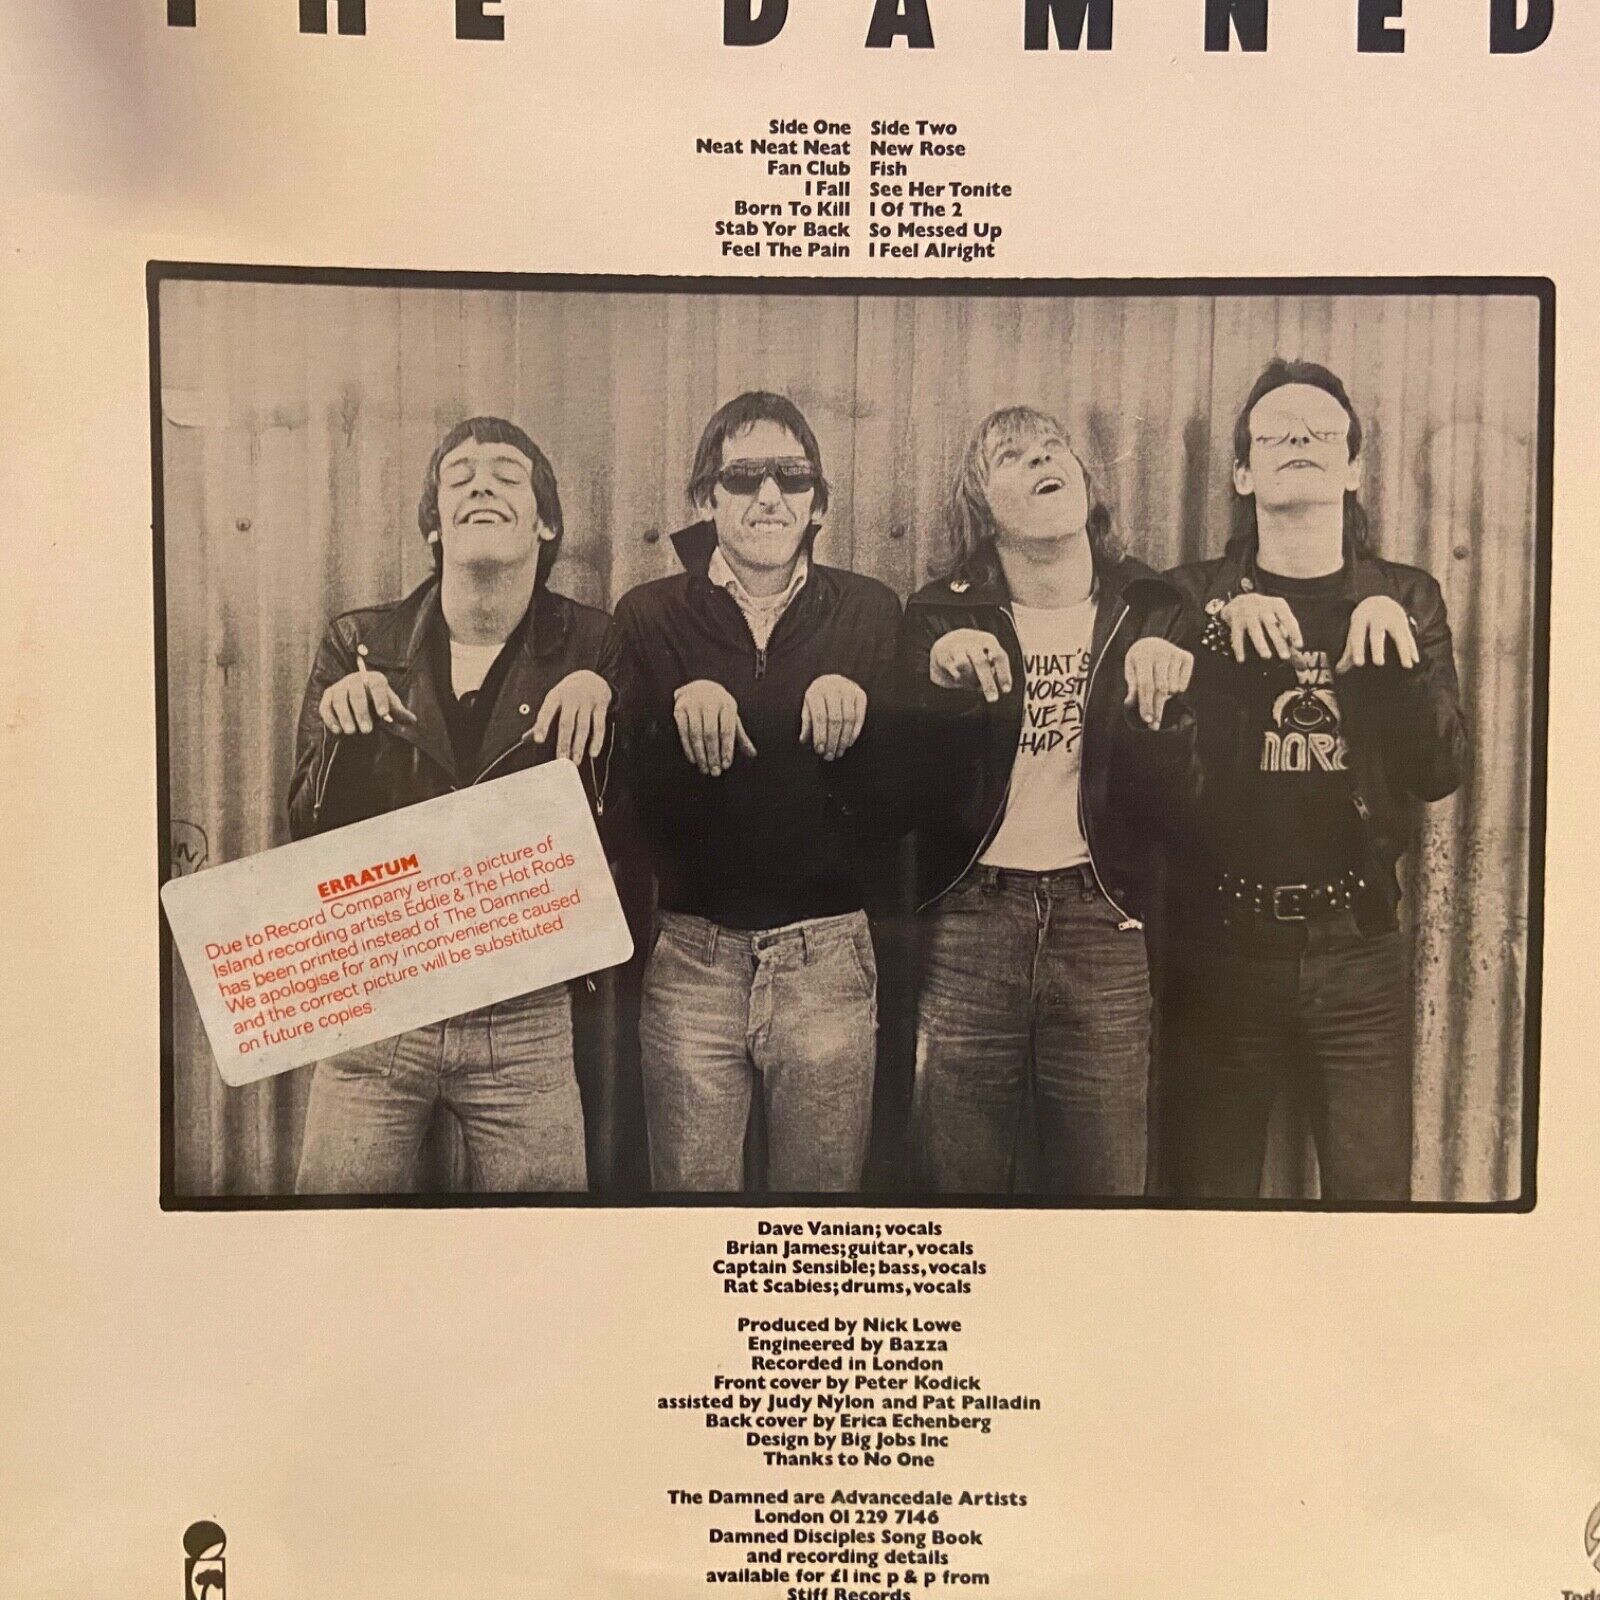 THE DAMNED
Side One Side Two
Neat Neat Neat New Rose
Fan Club Fish
I Fall See Her Tonite
Born To Kill I Of The 2
Stab Yor Back So Messed Up
Feel The Pain I Feel Alright
WHAT'S
WORST
I'VE EV
HAD?
ERRATUM
Due to Record Company error, a picture of
Island recording artists Eddie & The Hot Rods
has been printed instead of The Damned.
We apologise for any inconvenience caused
and the correct picture will be substituted
on future copies.
Dave Vanian; vocals
Brian James; guitar, vocals
Captain Sensible; bass, vocals
Rat Scabies; drums, vocals
Produced by Nick Lowe
Engineered by Bazza
Recorded in London
Front cover by Peter Kodick
assisted by Judy Nylon and Pat Palladin
Back cover by Erica Echenberg
Design by Big Jobs Inc
Thanks to No One
The Damned are Advancedale Artists
London 01 229 7146
Damned Disciples Song Book
and recording details
available for £1 inc p & p from
Stiff Records